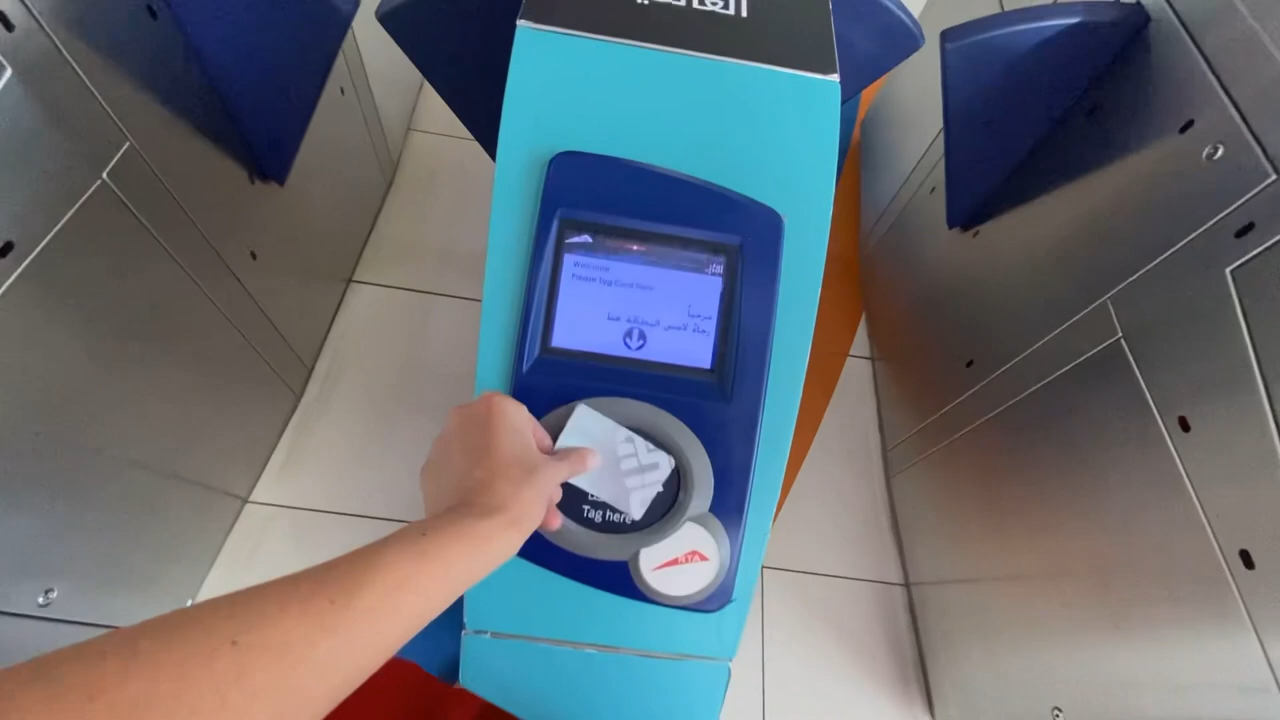 Welcome
Please Tag Card Here
مرحباً
رجاءً لامس البطاقة هنا
Tag here
RTA